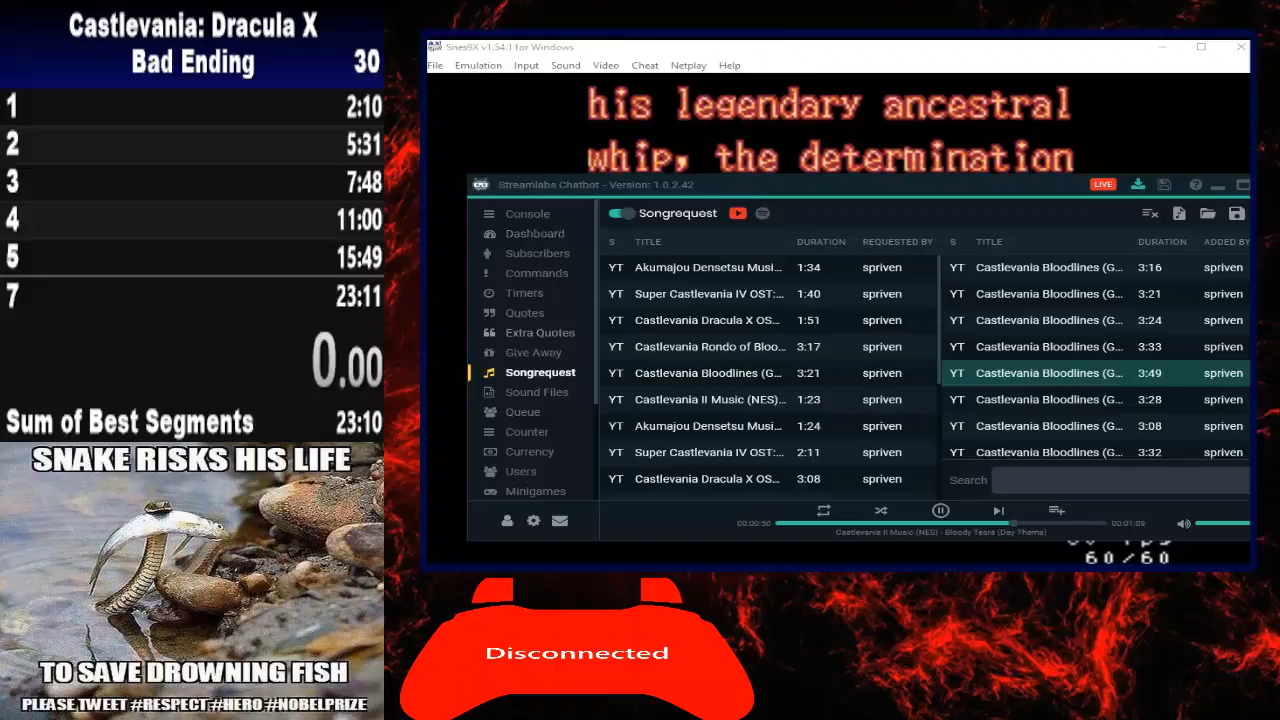 Castlevania: Dracula X
Bad Ending 30
1 2:10
2 5:31
3 7:48
4 11:00
5 15:49
7 23:11
0.00
Sum of Best Segments 23:10
SNAKE RISKS HIS LIFE
TO SAVE DROWNING FISH
PLEASE TWEET #RESPECT #HERO #NOBELPRIZE
Snes9X v1.54.1 for Windows
File Emulation Input Sound Video Cheat Netplay Help
his legendary ancestral
whip, the determination
Streamlabs Chatbot - Version: 1.0.2.42 LIVE
Console
Dashboard
Subscribers
Commands
Timers
Quotes
Extra Quotes
Give Away
Songrequest
Sound Files
Queue
Counter
Currency
Users
Minigames
Songrequest
S TITLE DURATION REQUESTED BY
YT Akumajou Densetsu Musi... 1:34 spriven
YT Super Castlevania IV OST:... 1:40 spriven
YT Castlevania Dracula X OS... 1:51 spriven
YT Castlevania Rondo of Bloo... 3:17 spriven
YT Castlevania Bloodlines (G... 3:21 spriven
YT Castlevania II Music (NES)... 1:23 spriven
YT Akumajou Densetsu Musi... 1:24 spriven
YT Super Castlevania IV OST:... 2:11 spriven
YT Castlevania Dracula X OS... 3:08 spriven
S TITLE DURATION ADDED BY
YT Castlevania Bloodlines (G... 3:16 spriven
YT Castlevania Bloodlines (G... 3:21 spriven
YT Castlevania Bloodlines (G... 3:24 spriven
YT Castlevania Bloodlines (G... 3:33 spriven
YT Castlevania Bloodlines (G... 3:49 spriven
YT Castlevania Bloodlines (G... 3:28 spriven
YT Castlevania Bloodlines (G... 3:08 spriven
YT Castlevania Bloodlines (G... 3:32 spriven
Search
00:00:50 00:01:09
Castlevania II Music (NES) - Bloody Tears (Day Theme)
60/60
Disconnected